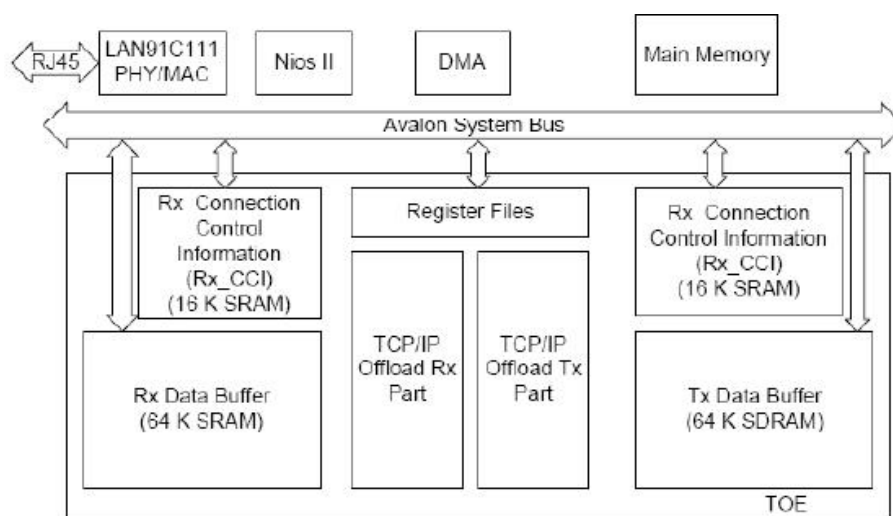 RJ45
LAN91C111
PHY/MAC
Nios II
DMA
Main Memory
Avalon System Bus
Rx Connection
Control
Information
(Rx_CCI)
(16 K SRAM)
Register Files
Rx Connection
Control Information
(Rx_CCI)
(16 K SRAM)
Rx Data Buffer
(64 K SRAM)
TCP/IP
Offload Rx
Part
TCP/IP
Offload Tx
Part
Tx Data Buffer
(64 K SDRAM)
TOE